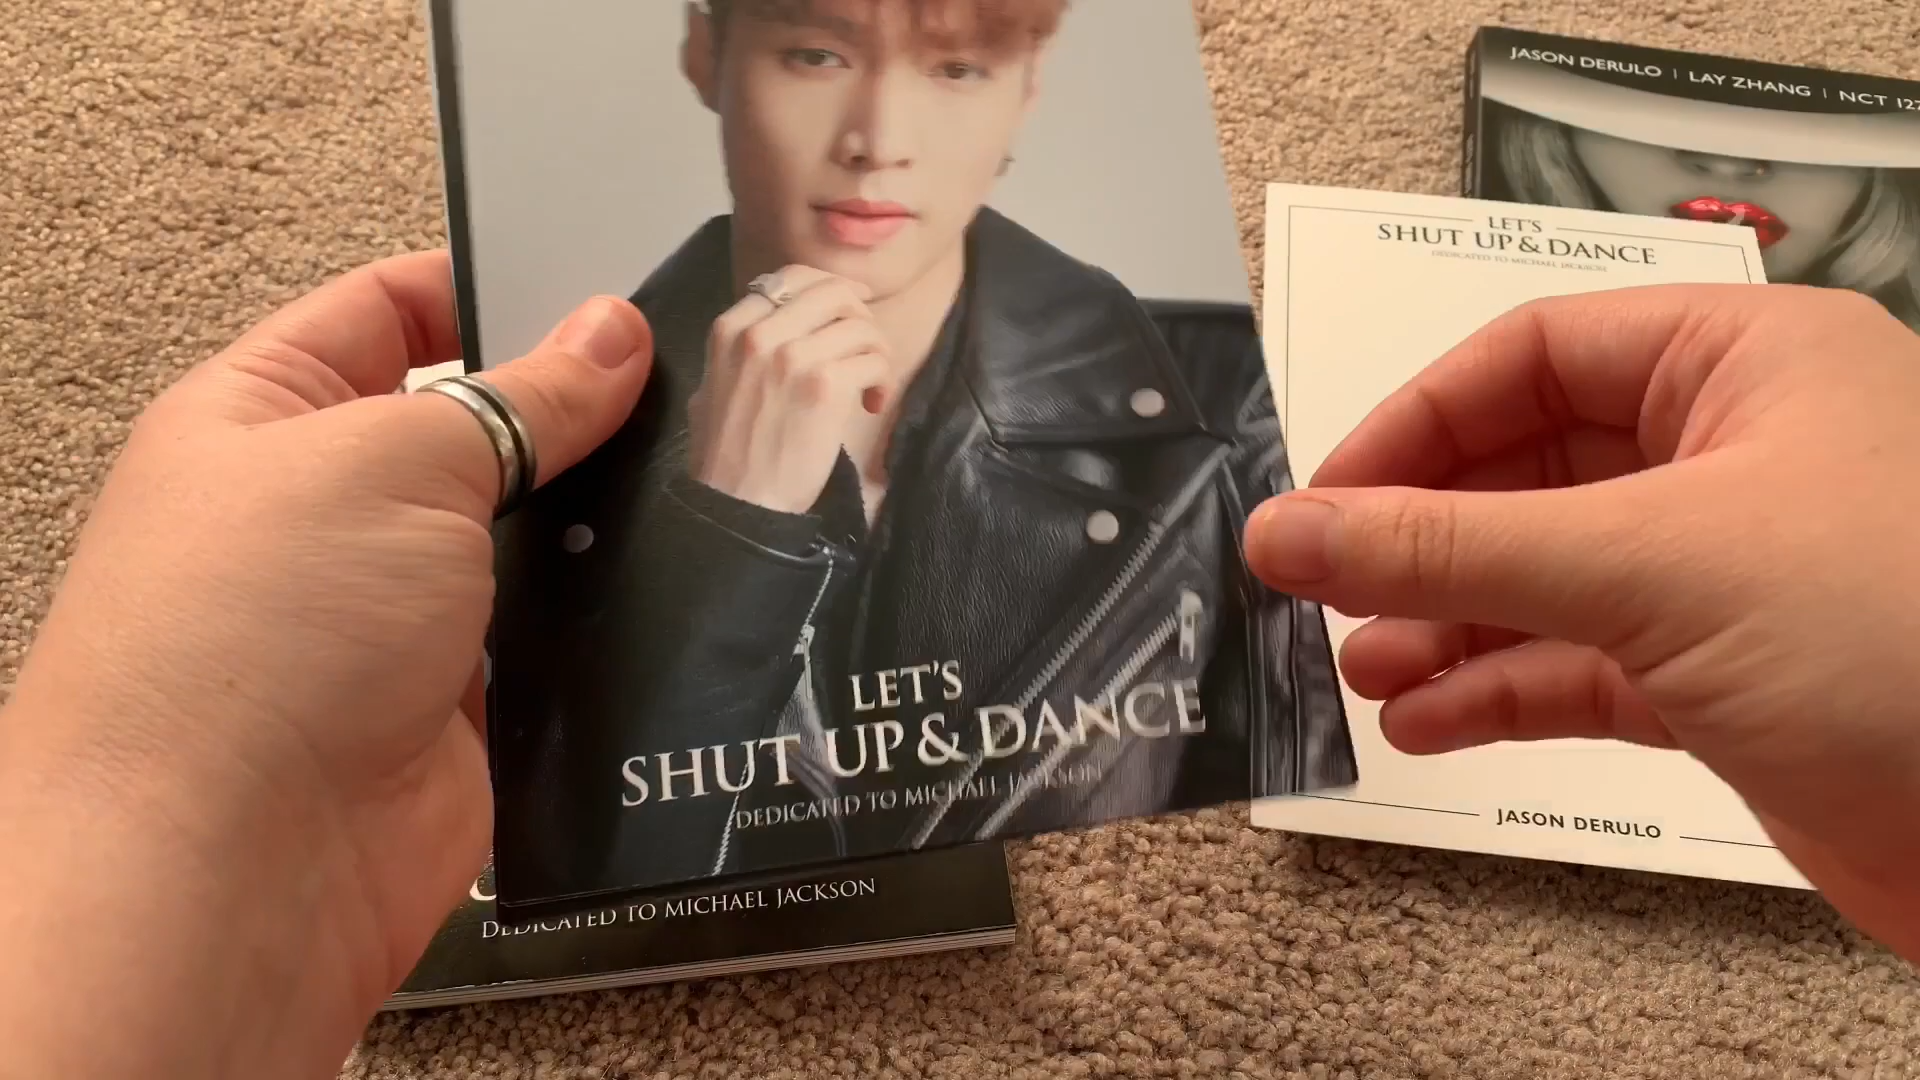 JASON DERULO | LAY ZHANG | NCT 127
LET'S
SHUT UP & DANCE
DEDICATED TO MICHAEL JACKSON
JASON DERULO
LET'S
SHUT UP & DANCE
DEDICATED TO MICHAEL JACKSON
DEDICATED TO MICHAEL JACKSON